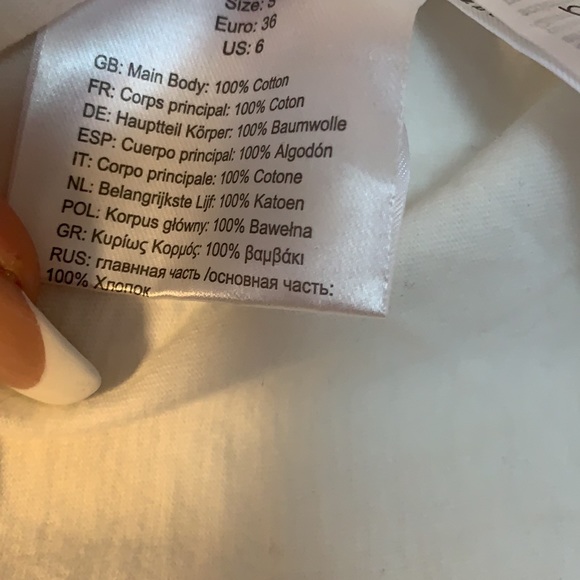 Size: S
Euro: 36
US: 6
GB: Main Body: 100% Cotton
FR: Corps principal: 100% Coton
DE: Hauptteil Körper: 100% Baumwolle
ESP: Cuerpo principal: 100% Algodón
IT: Corpo principale: 100% Cotone
NL: Belangrijkste Lijf: 100% Katoen
POL: Korpus główny: 100% Bawełna
GR: Κυρίως Κορμός: 100% βαμβάκι
RUS: главнная часть /основная часть:
100% Хлопок